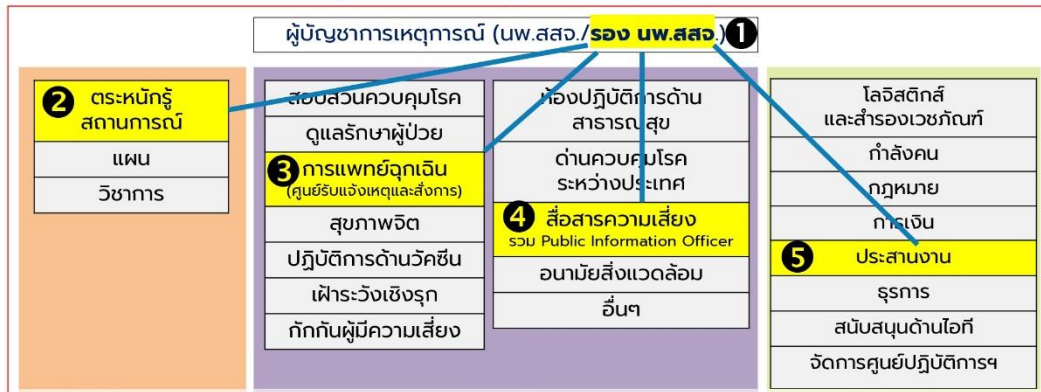 ผู้บัญชาการเหตุการณ์ (นพ.สสจ./รอง นพ.สสจ.) ❶
❷ ตระหนักรู้
สถานการณ์
แผน
วิชาการ
สอบสวนควบคุมโรค
ดูแลรักษาผู้ป่วย
❸ การแพทย์ฉุกเฉิน
(ศูนย์รับแจ้งเหตุและสั่งการ)
สุขภาพจิต
ปฏิบัติการด้านวัคซีน
เฝ้าระวังเชิงรุก
กักกันผู้มีความเสี่ยง
ห้องปฏิบัติการด้าน
สาธารณสุข
ด่านควบคุมโรค
ระหว่างประเทศ
❹ สื่อสารความเสี่ยง
รวม Public Information Officer
อนามัยสิ่งแวดล้อม
อื่นๆ
โลจิสติกส์
และสำรองเวชภัณฑ์
กำลังคน
กฎหมาย
การเงิน
❺ ประสานงาน
ธุรการ
สนับสนุนด้านไอที
จัดการศูนย์ปฏิบัติการฯ